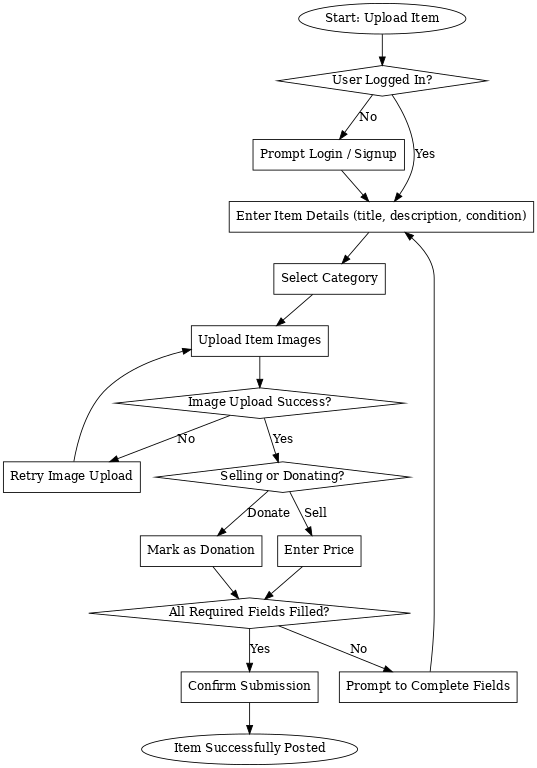 Start: Upload Item
User Logged In?
No
Prompt Login / Signup
Yes
Enter Item Details (title, description, condition)
Select Category
Upload Item Images
Image Upload Success?
No
Yes
Retry Image Upload
Selling or Donating?
Donate
Sell
Mark as Donation
Enter Price
All Required Fields Filled?
Yes
No
Confirm Submission
Prompt to Complete Fields
Item Successfully Posted